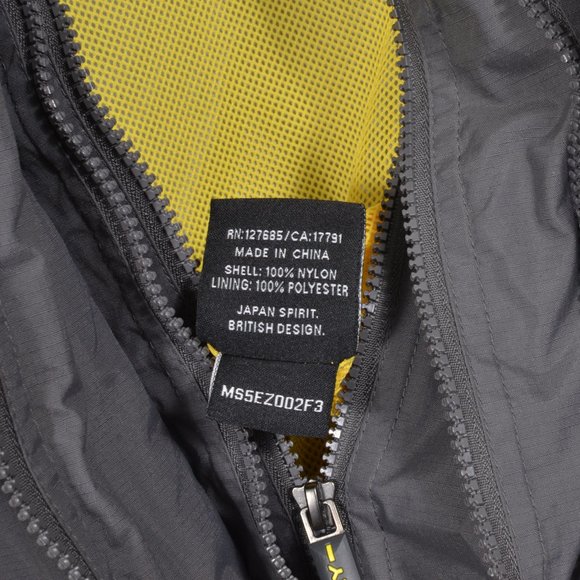 RN:127685/CA:17791
MADE IN CHINA
SHELL: 100% NYLON
LINING: 100% POLYESTER
JAPAN SPIRIT.
BRITISH DESIGN.
MS5EZ002F3